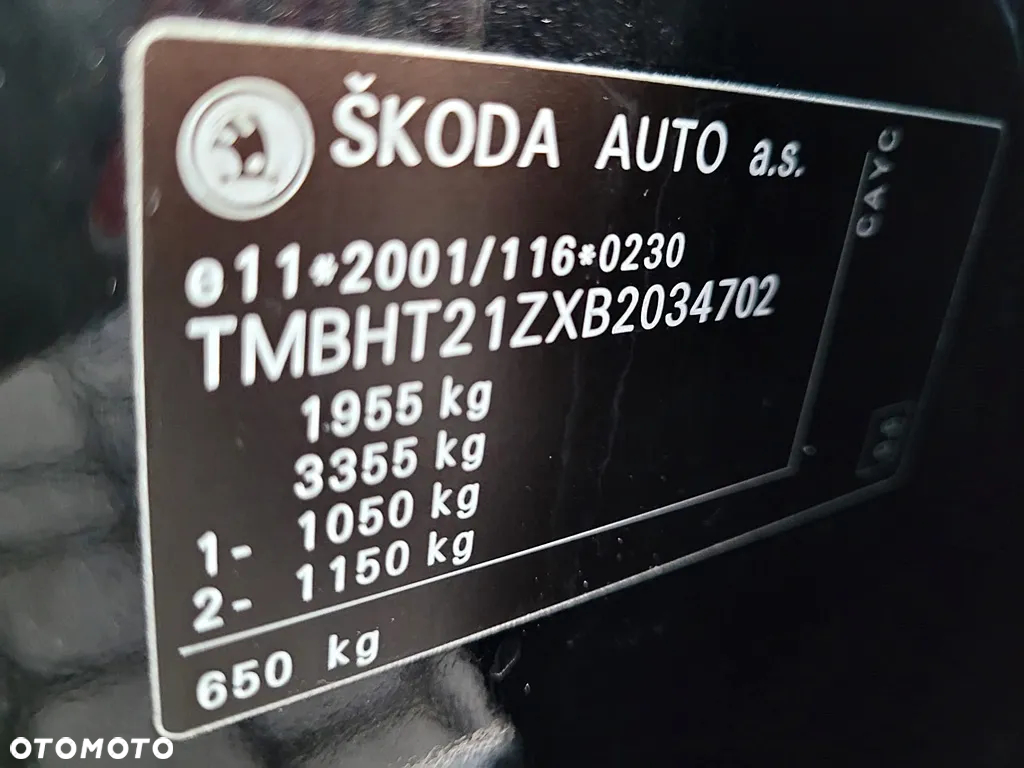 ŠKODA AUTO a.s.
e11*2001/116*0230
TMBHT21ZXB2034702
1955 kg
3355 kg
1- 1050 kg
2- 1150 kg
650 kg
CAYC
OTOMOTO